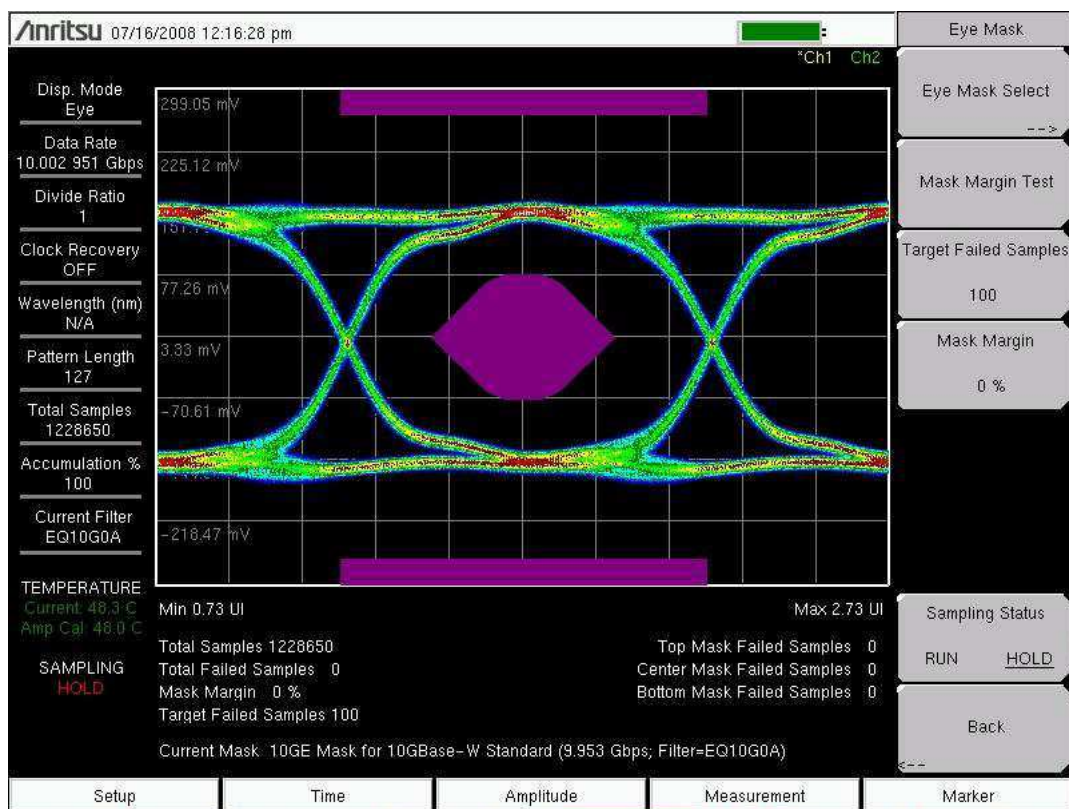 Anritsu 07/16/2008 12:16:28 pm
*Ch1 Ch2
Disp. Mode
Eye
Data Rate
10.002 951 Gbps
Divide Ratio
1
Clock Recovery
OFF
Wavelength (nm)
N/A
Pattern Length
127
Total Samples
1228650
Accumulation %
100
Current Filter
EQ10G0A
TEMPERATURE
Current: 48.3 C
Amp Cal: 48.0 C
SAMPLING
HOLD
299.05 mV
225.12 mV
77.26 mV
3.33 mV
-70.61 mV
-218.47 mV
Min 0.73 UI
Max 2.73 UI
Total Samples 1228650
Total Failed Samples 0
Mask Margin 0 %
Target Failed Samples 100
Top Mask Failed Samples 0
Center Mask Failed Samples 0
Bottom Mask Failed Samples 0
Current Mask 10GE Mask for 10GBase-W Standard (9.953 Gbps; Filter=EQ10G0A)
Eye Mask
Eye Mask Select
-->
Mask Margin Test
Target Failed Samples
100
Mask Margin
0 %
Sampling Status
RUN HOLD
Back
<--
Setup
Time
Amplitude
Measurement
Marker